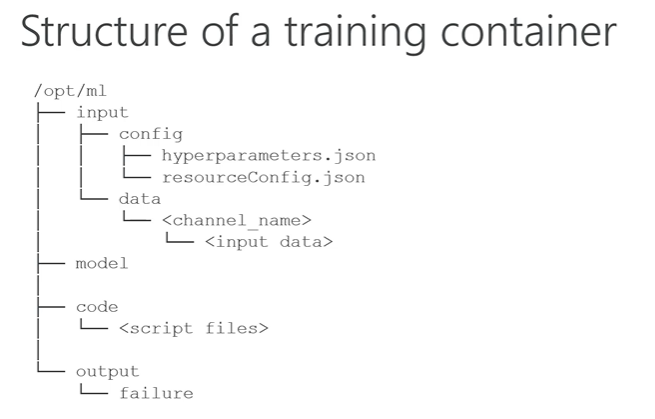 Structure of a training container
/opt/ml
├── input
│   ├── config
│   │   ├── hyperparameters.json
│   │   └── resourceConfig.json
│   └── data
│       └── <channel_name>
│           └── <input data>
├── model
│
├── code
│   └── <script files>
│
└── output
    └── failure